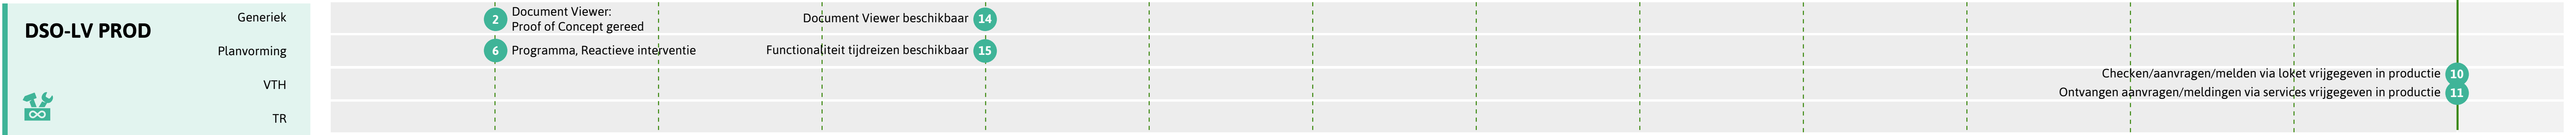 DSO-LV PROD
Generiek
2 Document Viewer:
Proof of Concept gereed
Document Viewer beschikbaar 14
Planvorming
6 Programma, Reactieve interventie
Functionaliteit tijdreizen beschikbaar 15
VTH
Checken/aanvragen/melden via loket vrijgegeven in productie 10
Ontvangen aanvragen/meldingen via services vrijgegeven in productie 11
TR